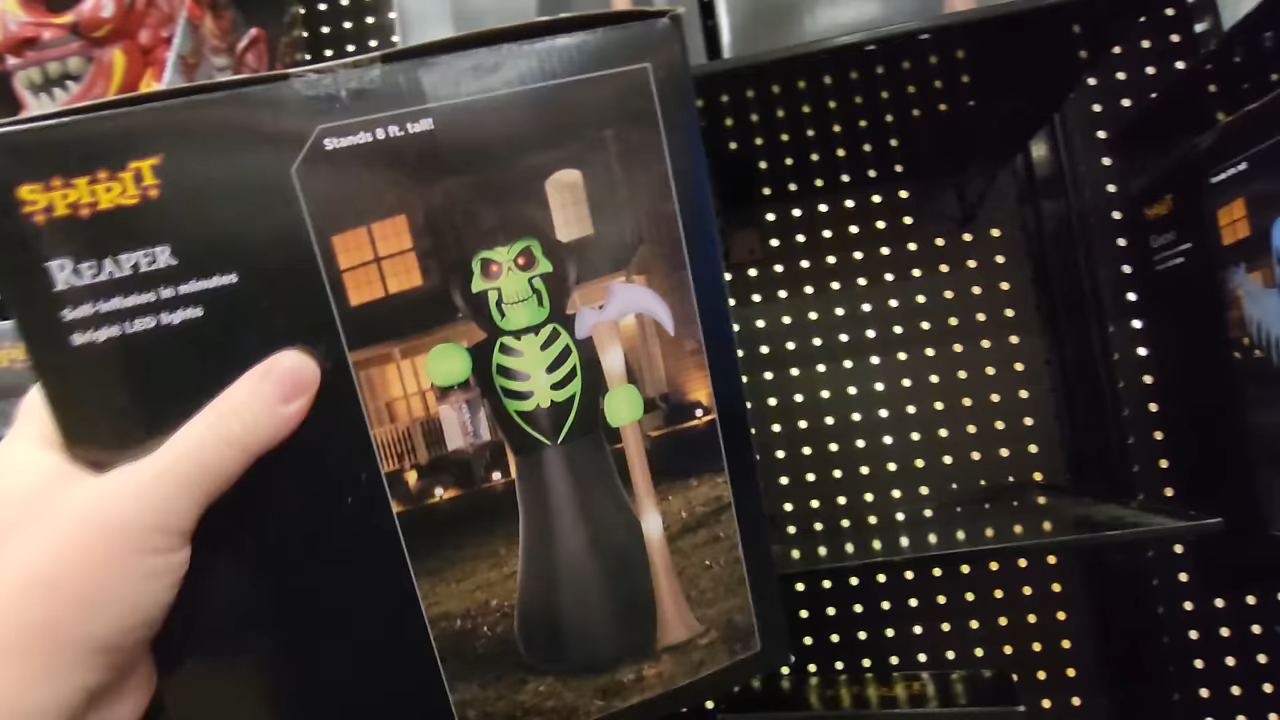 Stands 8 ft. tall!
SPIRIT
REAPER
Self-inflates in minutes
Bright LED lights